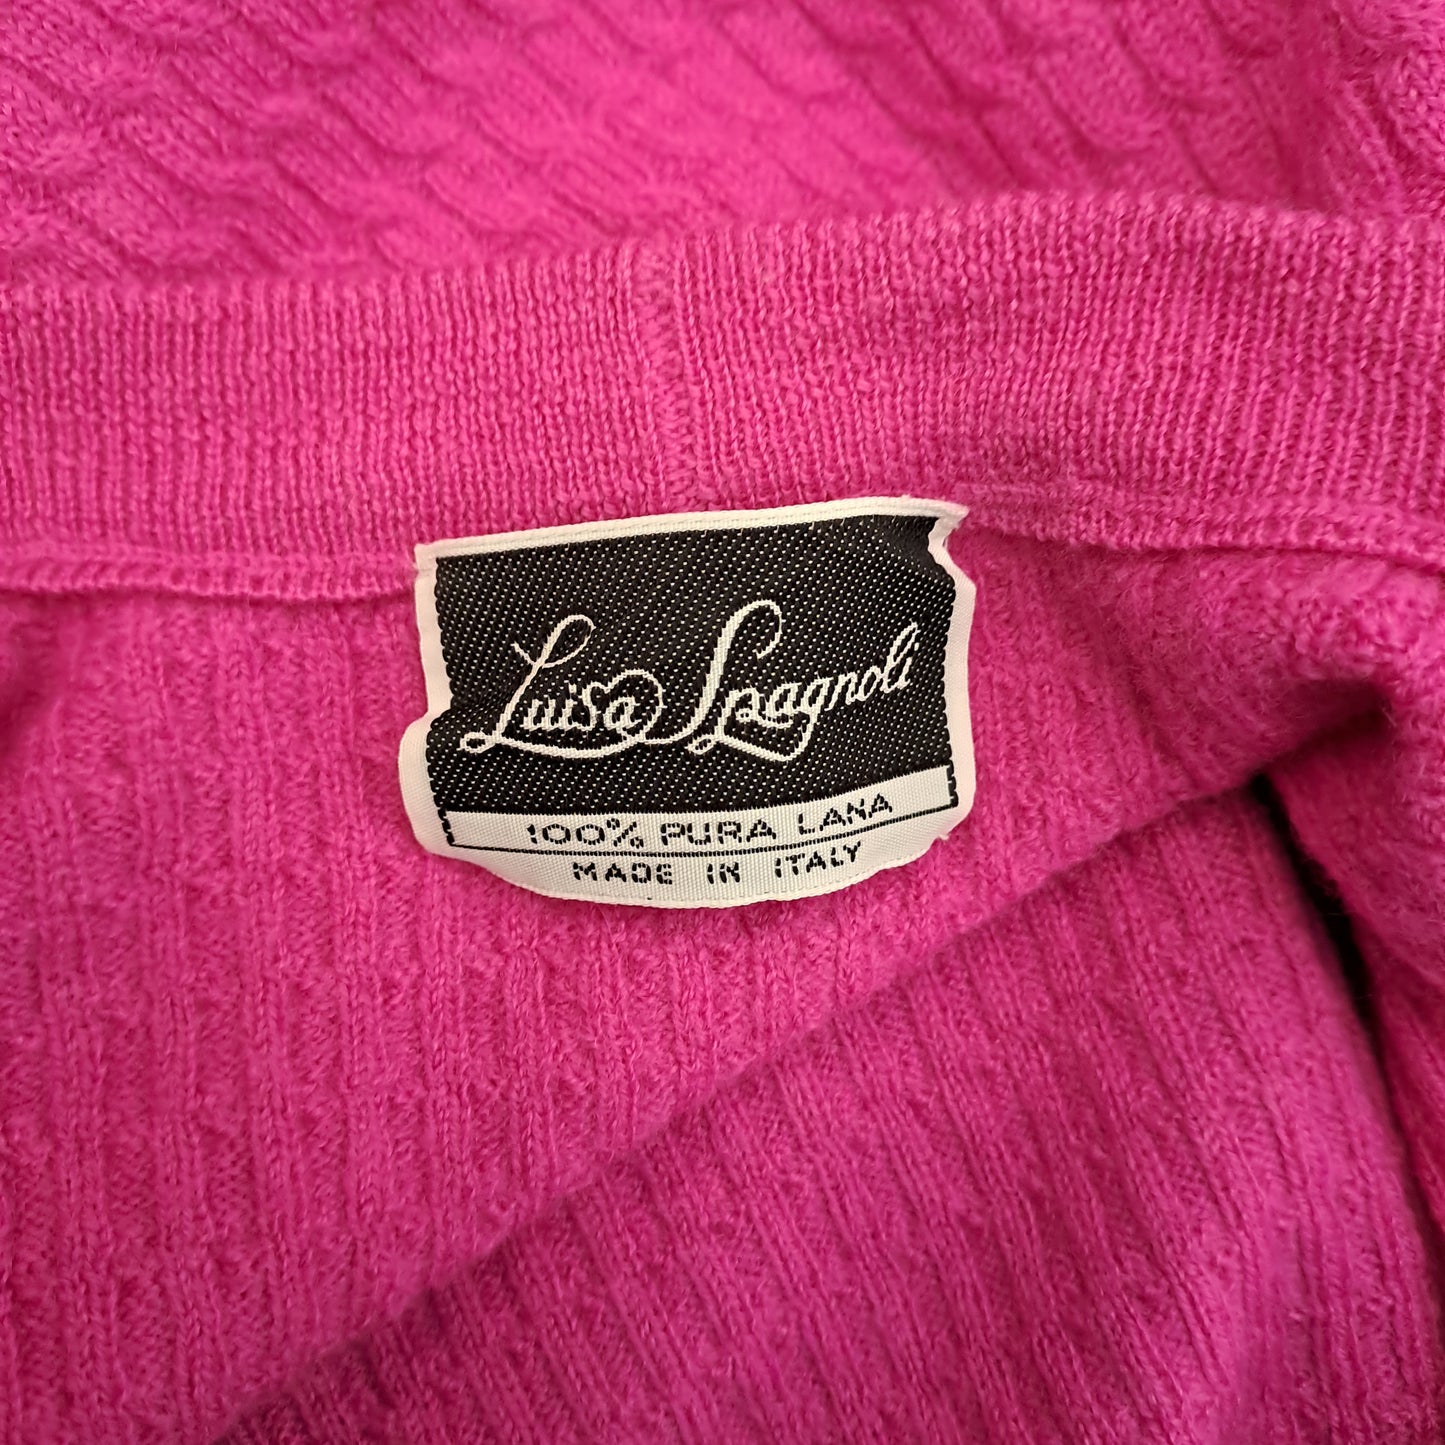 Luisa Spagnoli
100% PURA LANA
MADE IN ITALY